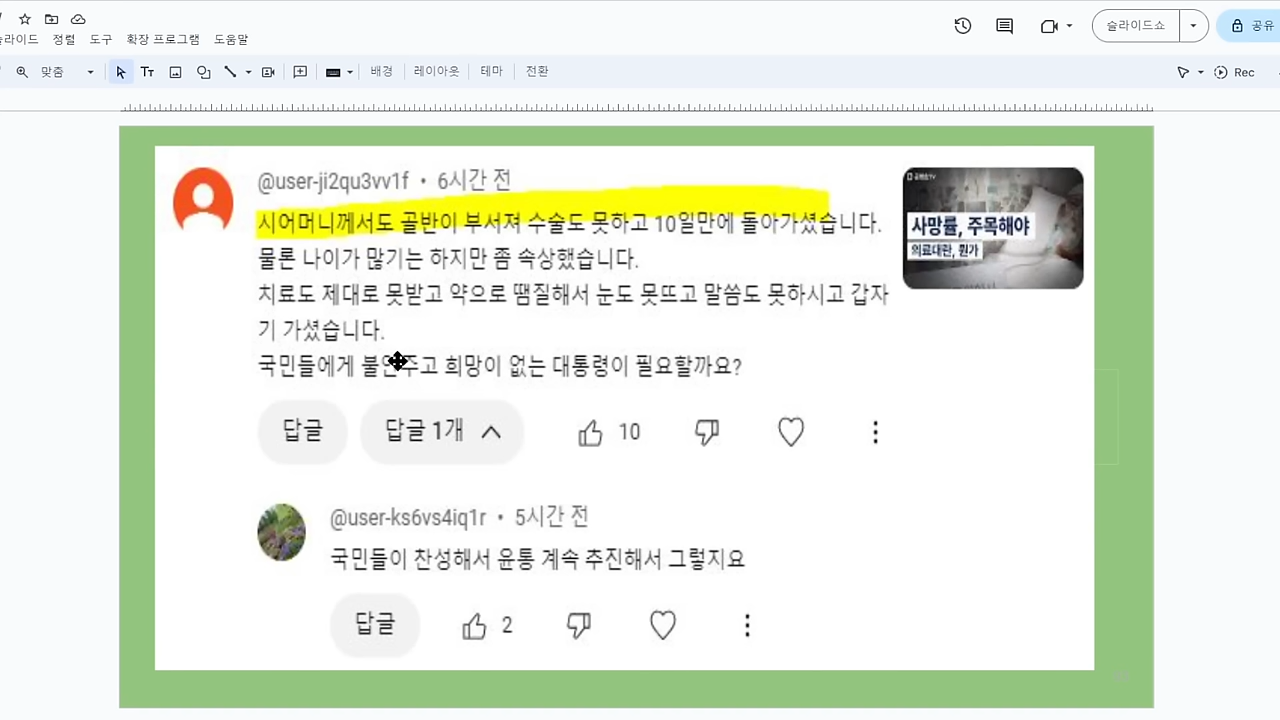 슬라이드 정렬 도구 확장 프로그램 도움말
슬라이드쇼
공유
맞춤
Tт
배경 레이아웃 테마 전환
Rec
@user-ji2qu3vv1f • 6시간 전
시어머니께서도 골반이 부서져 수술도 못하고 10일만에 돌아가셨습니다.
물론 나이가 많기는 하지만 좀 속상했습니다.
치료도 제대로 못받고 약으로 땜질해서 눈도 못뜨고 말씀도 못하시고 갑자
기 가셨습니다.
국민들에게 불안주고 희망이 없는 대통령이 필요할까요?
사망률, 주목해야
의료대란, 뭔가
답글
답글 1개
10
@user-ks6vs4iq1r • 5시간 전
국민들이 찬성해서 윤통 계속 추진해서 그렇지요
답글
2